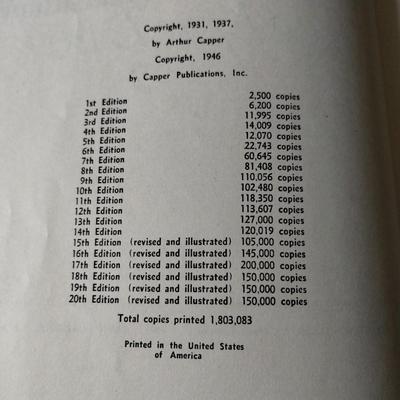 Copyright, 1931, 1937,
by Arthur Capper
Copyright, 1946
by Capper Publications, Inc.
1st Edition 2,500 copies
2nd Edition 6,200 copies
3rd Edition 11,995 copies
4th Edition 14,009 copies
5th Edition 12,070 copies
6th Edition 22,743 copies
7th Edition 60,645 copies
8th Edition 81,408 copies
9th Edition 110,056 copies
10th Edition 102,480 copies
11th Edition 118,350 copies
12th Edition 113,607 copies
13th Edition 127,000 copies
14th Edition 120,019 copies
15th Edition (revised and illustrated) 105,000 copies
16th Edition (revised and illustrated) 145,000 copies
17th Edition (revised and illustrated) 200,000 copies
18th Edition (revised and illustrated) 150,000 copies
19th Edition (revised and illustrated) 150,000 copies
20th Edition (revised and illustrated) 150,000 copies
Total copies printed 1,803,083
Printed in the United States
of America